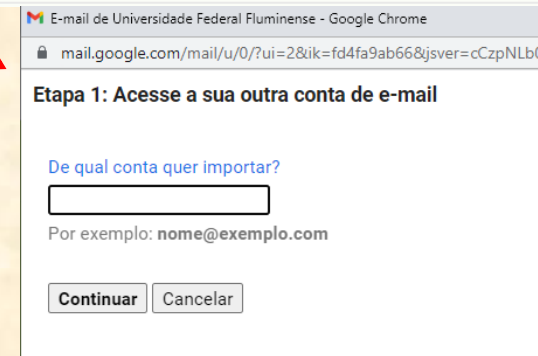 E-mail de Universidade Federal Fluminense - Google Chrome
mail.google.com/mail/u/0/?ui=2&ik=fd4fa9ab66&jsver=cCzpNLb
Etapa 1: Acesse a sua outra conta de e-mail
De qual conta quer importar?
Por exemplo: nome@exemplo.com
Continuar Cancelar